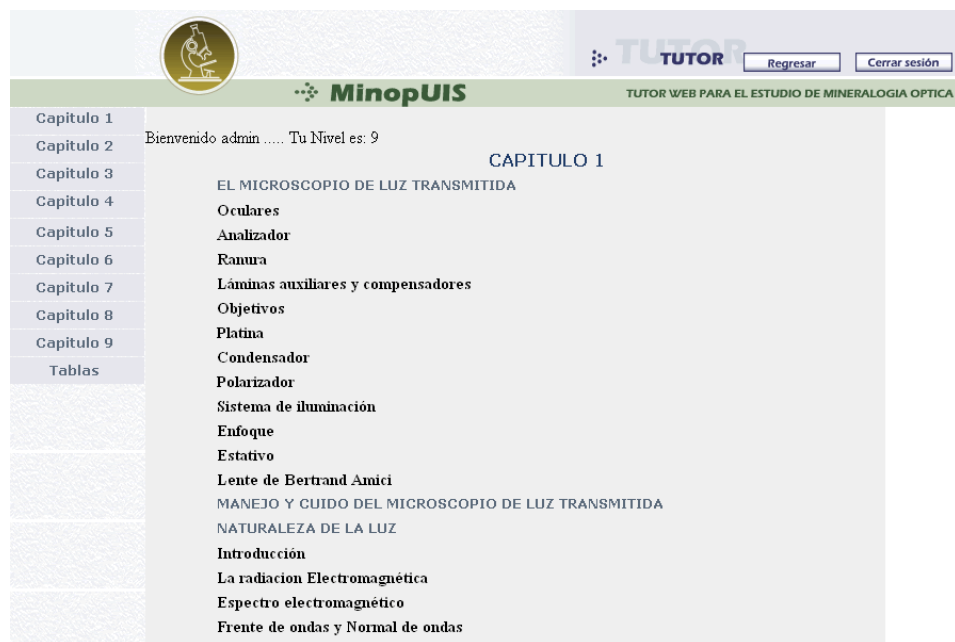 TUTOR
TUTOR
Regresar
Cerrar sesión
MinopUIS
TUTOR WEB PARA EL ESTUDIO DE MINERALOGIA OPTICA
Capitulo 1
Capitulo 2
Capitulo 3
Capitulo 4
Capitulo 5
Capitulo 6
Capitulo 7
Capitulo 8
Capitulo 9
Tablas
Bienvenido admin ..... Tu Nivel es: 9
CAPITULO 1
EL MICROSCOPIO DE LUZ TRANSMITIDA
Oculares
Analizador
Ranura
Láminas auxiliares y compensadores
Objetivos
Platina
Condensador
Polarizador
Sistema de iluminación
Enfoque
Estativo
Lente de Bertrand Amici
MANEJO Y CUIDO DEL MICROSCOPIO DE LUZ TRANSMITIDA
NATURALEZA DE LA LUZ
Introducción
La radiacion Electromagnética
Espectro electromagnético
Frente de ondas y Normal de ondas